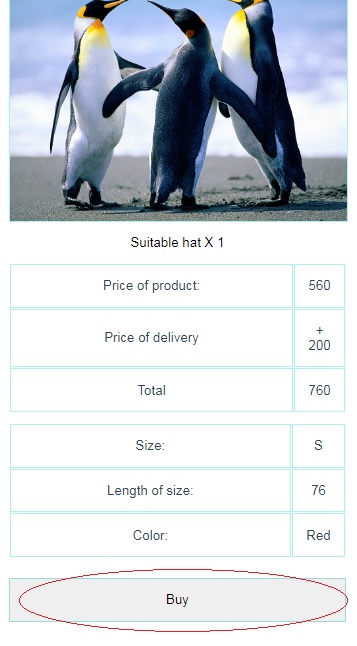 Suitable hat X 1
Price of product: 560
Price of delivery + 200
Total 760
Size: S
Length of size: 76
Color: Red
Buy